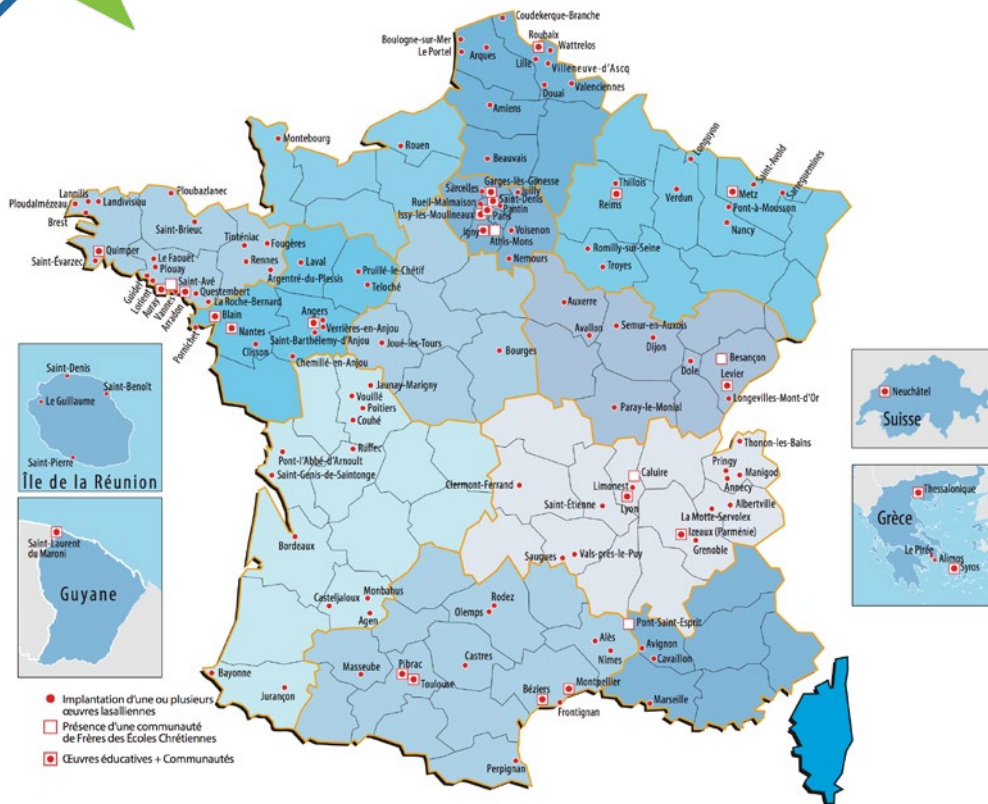 Coudekerque-Branche
Boulogne-sur-Mer
Le Portel
Arques
Roubaix
Wattrelos
Lille
Villeneuve-d'Ascq
Douai
Valenciennes
Amiens
Beauvais
Montebourg
Rouen
Longuyon
Saint-Avold
Sarreguemines
Thillois
Reims
Verdun
Metz
Pont-à-Mousson
Nancy
Romilly-sur-Seine
Troyes
Garges-lès-Gonesse
Sarcelles
Juilly
Saint-Denis
Rueil-Malmaison
Pantin
Issy-les-Moulineaux
Paris
Igny
Voisenon
Athis-Mons
Nemours
Lannilis
Ploudalmézeau
Landivisiau
Ploubazlanec
Brest
Saint-Brieuc
Quimper
Saint-Évarzec
Tinténiac
Fougères
Le Faouët
Plouay
Rennes
Argentré-du-Plessis
Guidel
Lorient
Auray
Vannes
Arradon
Saint-Avé
Questembert
La Roche-Bernard
Laval
Pruillé-le-Chétif
Teloché
Blain
Nantes
Pornichet
Clisson
Angers
Verrières-en-Anjou
Saint-Barthélemy-d'Anjou
Chemillé-en-Anjou
Joué-les-Tours
Bourges
Auxerre
Avallon
Semur-en-Auxois
Dijon
Dole
Besançon
Levier
Longevilles-Mont-d'Or
Paray-le-Monial
Jaunay-Marigny
Vouillé
Poitiers
Couhé
Ruffec
Pont-l'Abbé-d'Arnoult
Saint-Genis-de-Saintonge
Bordeaux
Casteljaloux
Monbahus
Agen
Bayonne
Jurançon
Clermont-Ferrand
Thonon-les-Bains
Pringy
Manigod
Annecy
Albertville
Caluire
Limonest
Lyon
Saint-Étienne
La Motte-Servolex
Izeaux (Parménie)
Grenoble
Saugues
Vals-près-le-Puy
Rodez
Olemps
Masseube
Pibrac
Toulouse
Castres
Alès
Nîmes
Pont-Saint-Esprit
Avignon
Cavaillon
Marseille
Béziers
Montpellier
Frontignan
Perpignan
Saint-Denis
Saint-Benoît
Le Guillaume
Saint-Pierre
Île de la Réunion
Saint-Laurent
du Maroni
Guyane
Neuchâtel
Suisse
Thessalonique
Grèce
Le Pirée
Alimos
Syros
Implantation d'une ou plusieurs
œuvres lasalliennes
Présence d'une communauté
de Frères des Écoles Chrétiennes
Œuvres éducatives + Communautés